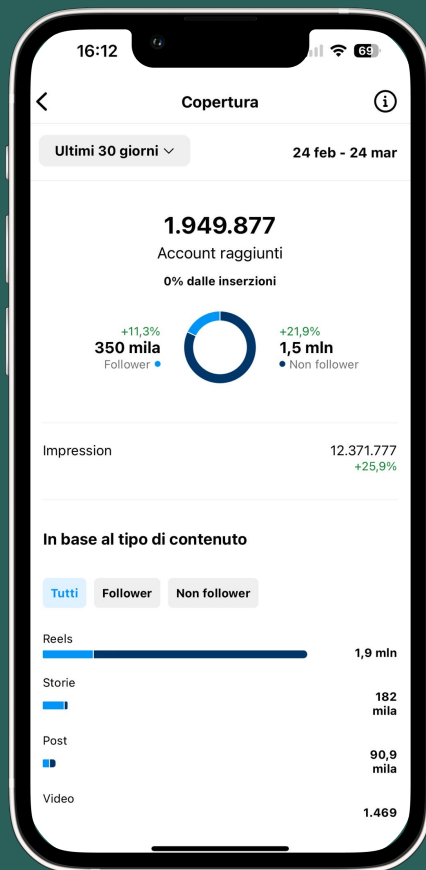 16:12
69
Copertura
Ultimi 30 giorni
24 feb - 24 mar
1.949.877
Account raggiunti
0% dalle inserzioni
+11,3%
350 mila
Follower
+21,9%
1,5 mln
Non follower
Impression
12.371.777
+25,9%
In base al tipo di contenuto
Tutti
Follower
Non follower
Reels
1,9 mln
Storie
182
mila
Post
90,9
mila
Video
1.469